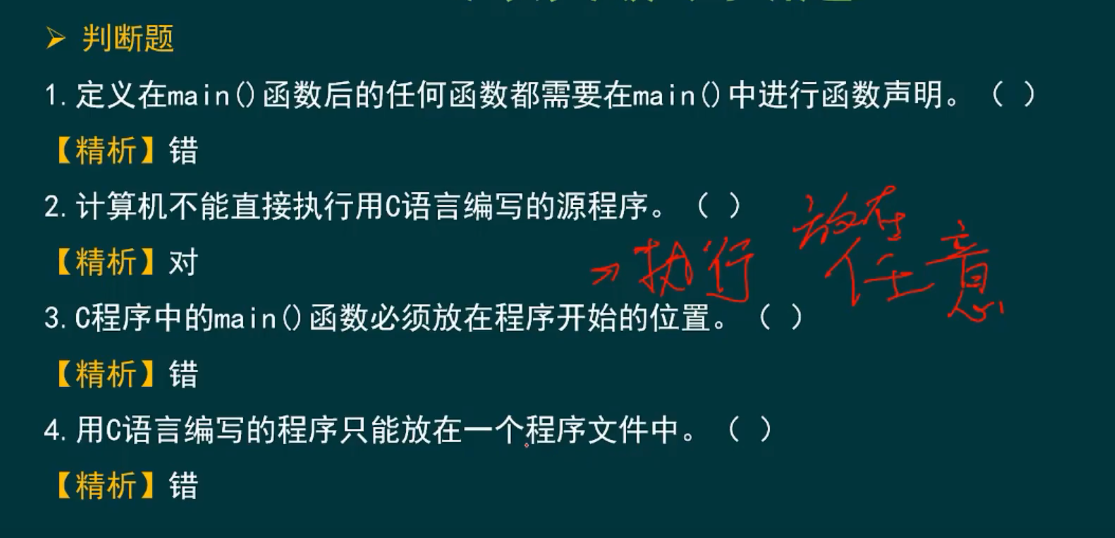 ➢ 判断题
1.定义在main()函数后的任何函数都需要在main()中进行函数声明。（ ）
【精析】错
2.计算机不能直接执行用C语言编写的源程序。（ ）
放在
【精析】对
→执行 任意
3.C程序中的main()函数必须放在程序开始的位置。（ ）
【精析】错
4.用C语言编写的程序只能放在一个程序文件中。（ ）
【精析】错